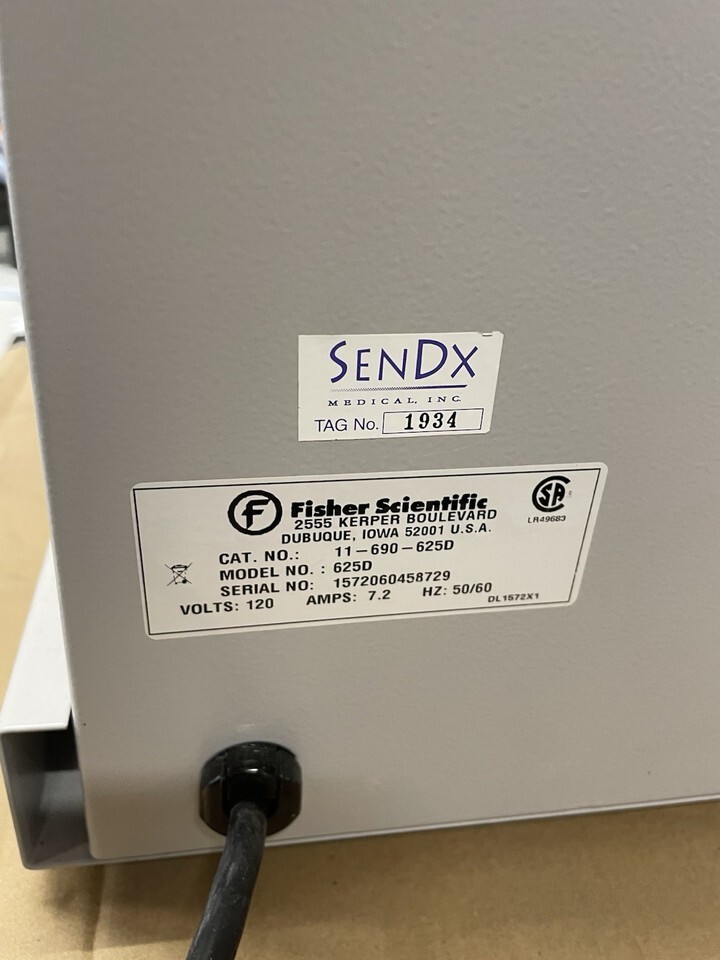 SENDX
MEDICAL, INC.
TAG No. 1934
Fisher Scientific
2555 KERPER BOULEVARD
DUBUQUE, IOWA 52001 U.S.A.
CAT. NO.: 11-690-625D
MODEL NO. : 625D
SERIAL NO: 1572060458729
VOLTS: 120 AMPS: 7.2 HZ: 50/60
SA
LR49683
DL1572X1